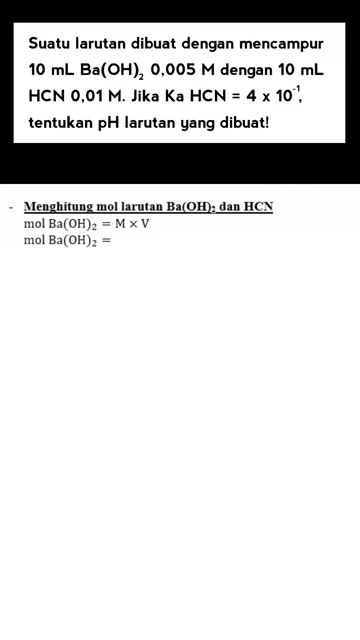 Suatu larutan dibuat dengan mencampur
10 mL Ba(OH)₂ 0,005 M dengan 10 mL
HCN 0,01 M. Jika Ka HCN = 4 x 10⁻¹,
tentukan pH larutan yang dibuat!
- Menghitung mol larutan Ba(OH)₂ dan HCN
mol Ba(OH)₂ = M × V
mol Ba(OH)₂ =